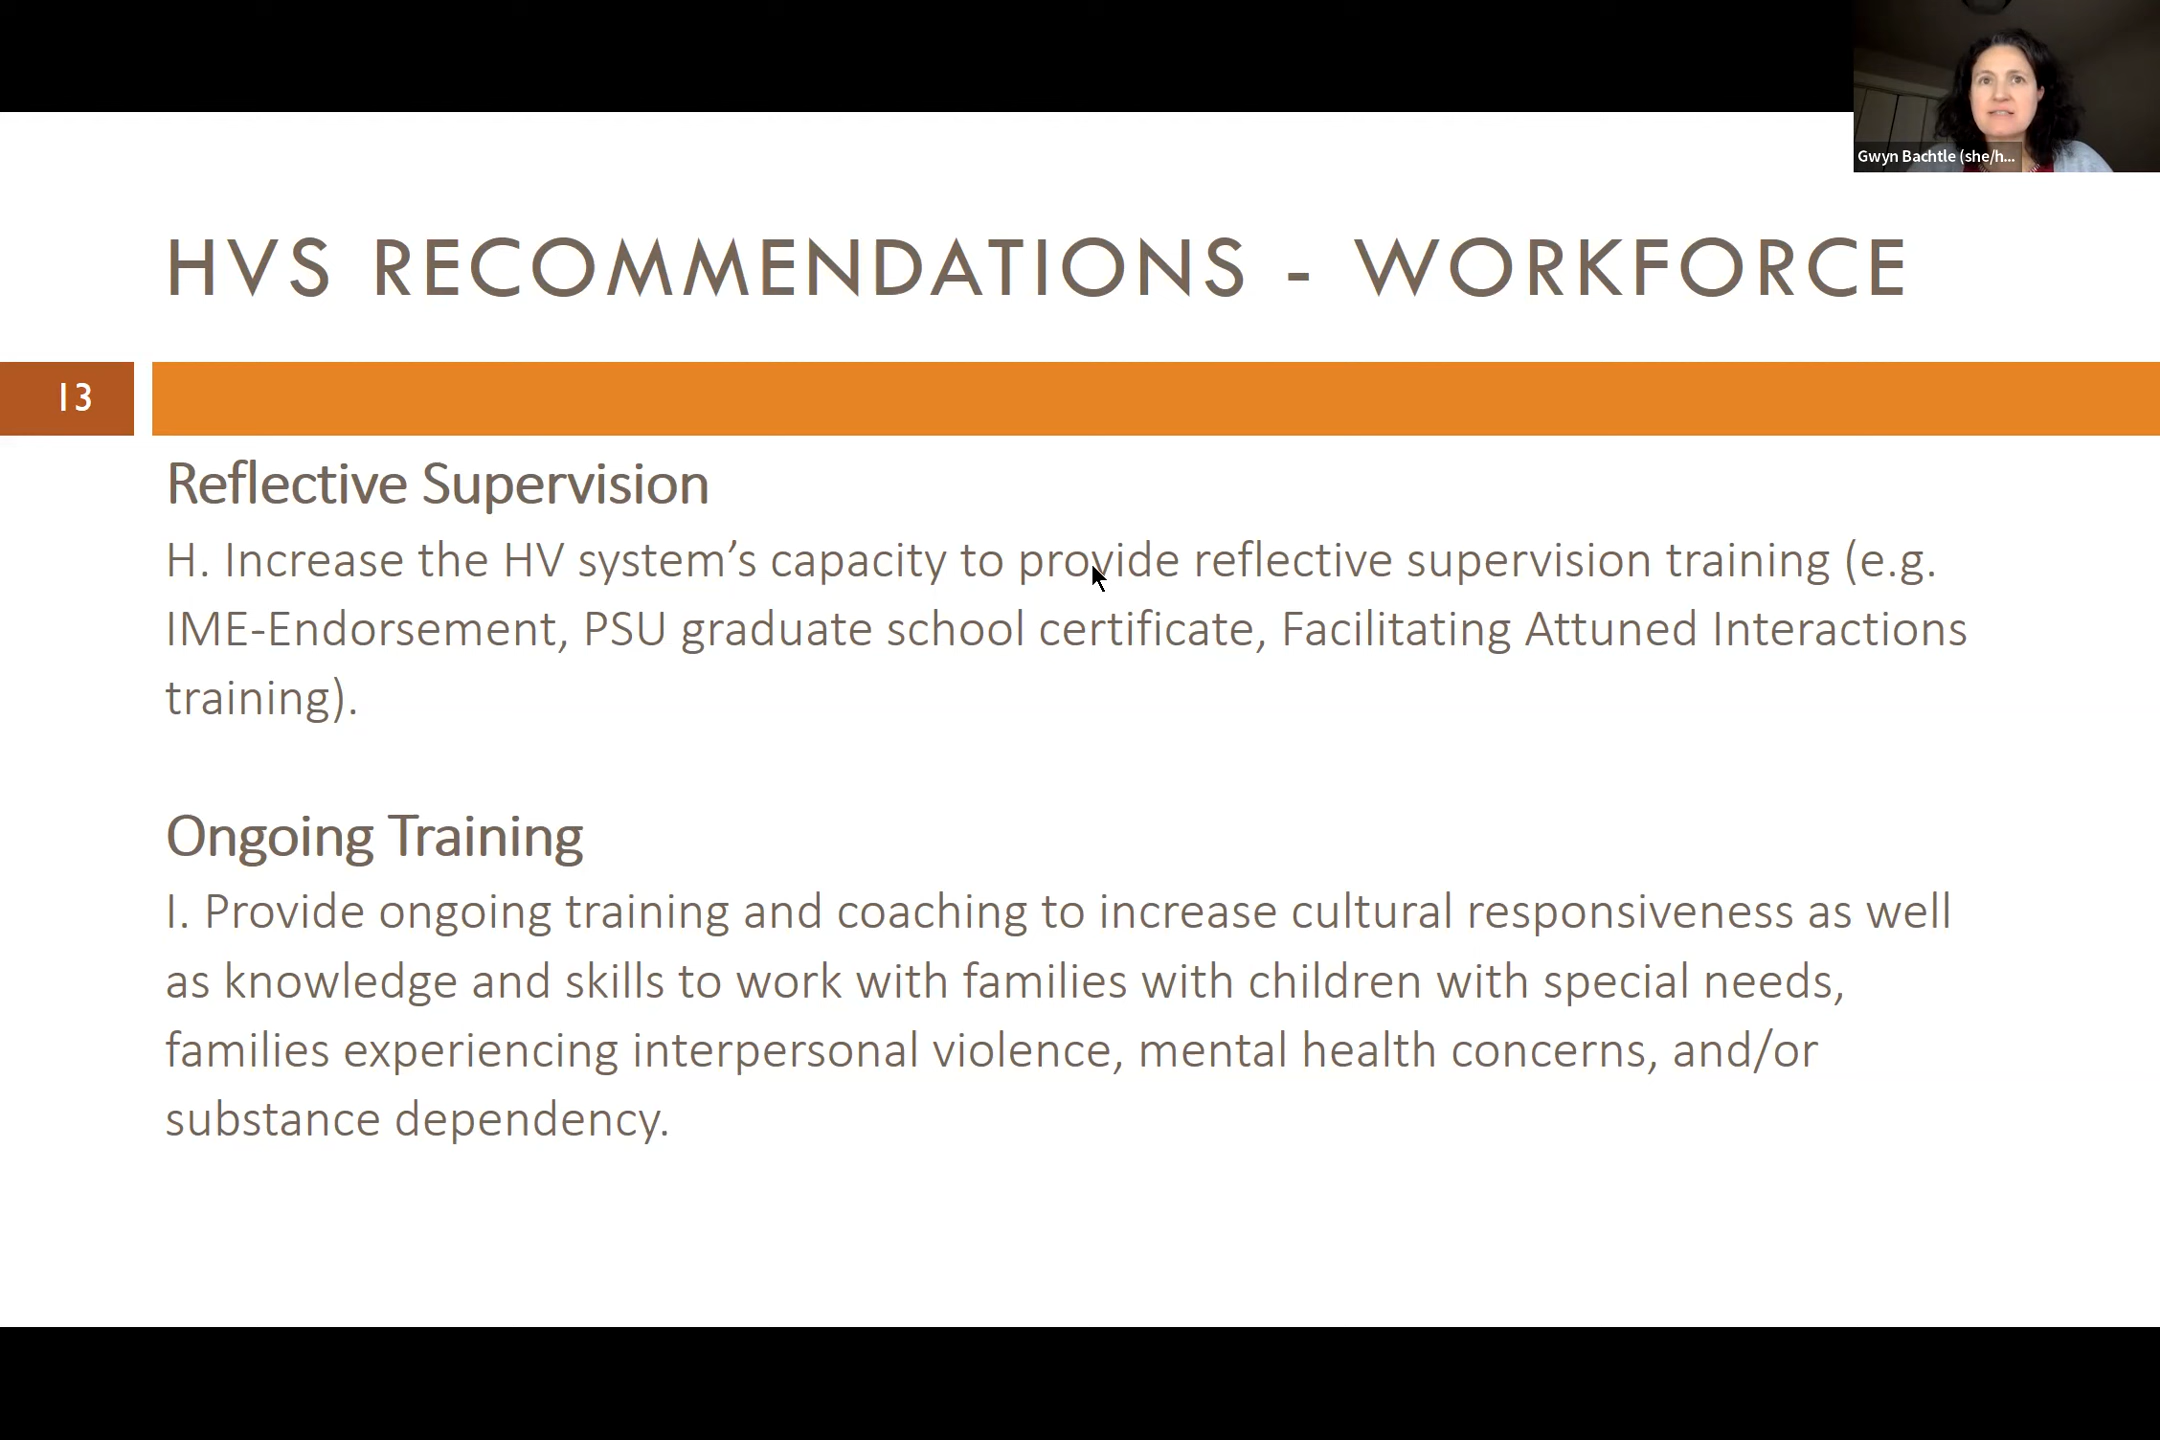 Gwyn Bachtle (she/h...
HVS RECOMMENDATIONS - WORKFORCE
13
Reflective Supervision
H. Increase the HV system’s capacity to provide reflective supervision training (e.g.
IME-Endorsement, PSU graduate school certificate, Facilitating Attuned Interactions
training).
Ongoing Training
I. Provide ongoing training and coaching to increase cultural responsiveness as well
as knowledge and skills to work with families with children with special needs,
families experiencing interpersonal violence, mental health concerns, and/or
substance dependency.